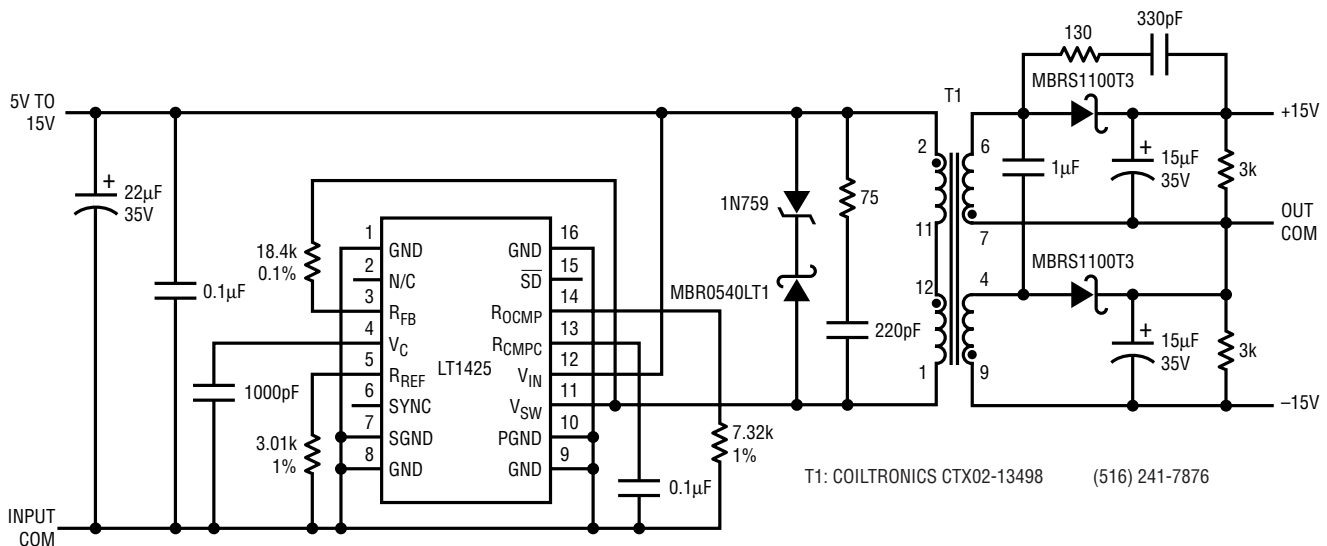 330pF
130
MBRS1100T3
T1
5V TO
15V
+15V
2
6
1µF
+
15µF
35V
3k
+
22µF
35V
1N759
75
11
7
OUT
COM
18.4k
0.1%
0.1µF
1
GND
2
N/C
3
RFB
4
VC
5
RREF
6
SYNC
7
SGND
8
GND
LT1425
16
GND
15
SD
14
ROCMP
13
RCMPC
12
VIN
11
VSW
10
PGND
9
GND
MBR0540LT1
220pF
12
1
MBRS1100T3
4
9
+
15µF
35V
3k
–15V
1000pF
3.01k
1%
7.32k
1%
0.1µF
T1: COILTRONICS CTX02-13498 (516) 241-7876
INPUT
COM